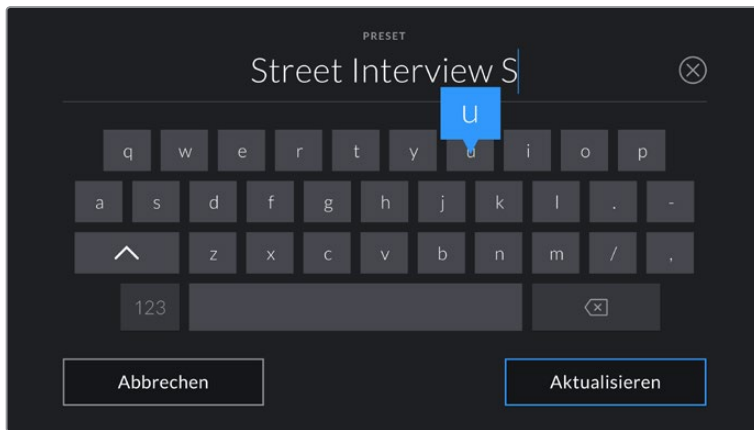 PRESET
Street Interview S
u
q w e r t y u i o p
a s d f g h j k l . -
z x c v b n m / ,
123
Abbrechen Aktualisieren